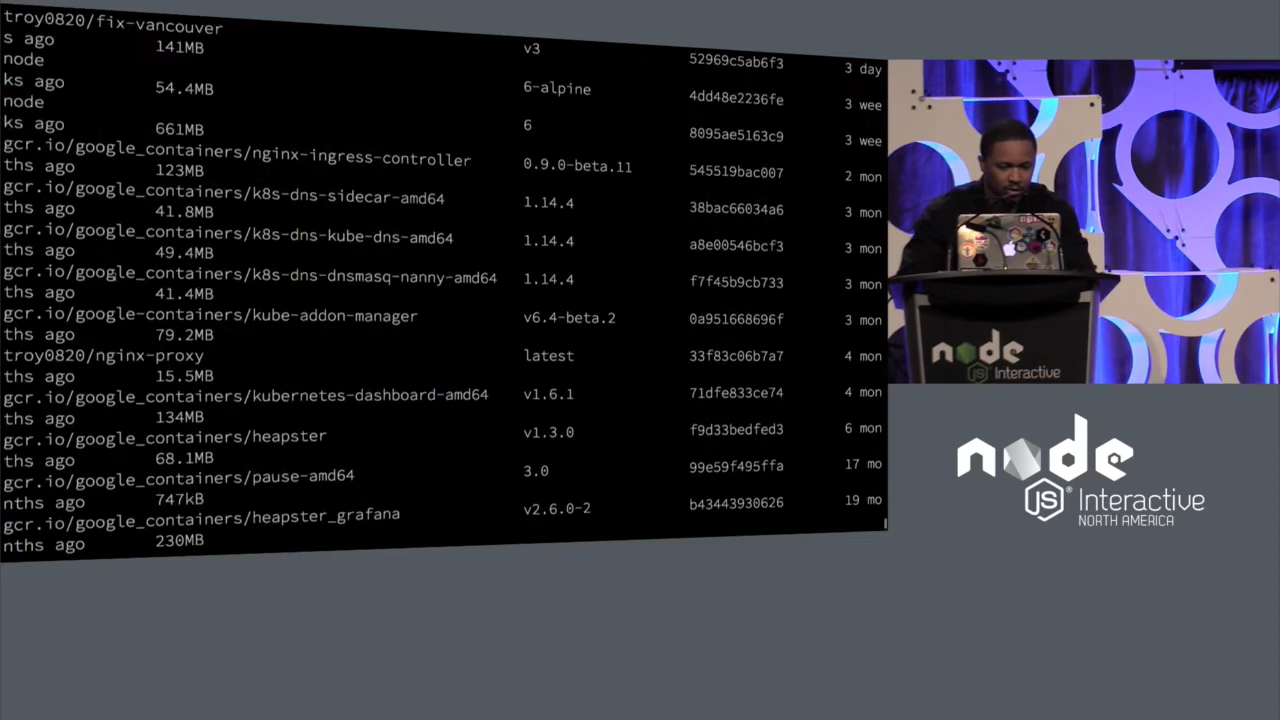 troy0820/fix-vancouver v3 52969c5ab6f3 3 day
s ago 141MB
node 6-alpine 4dd48e2236fe 3 wee
ks ago 54.4MB
node 6 8095ae5163c9 3 wee
ks ago 661MB
gcr.io/google_containers/nginx-ingress-controller 0.9.0-beta.11 545519bac007 2 mon
ths ago 123MB
gcr.io/google_containers/k8s-dns-sidecar-amd64 1.14.4 38bac66034a6 3 mon
ths ago 41.8MB
gcr.io/google_containers/k8s-dns-kube-dns-amd64 1.14.4 a8e00546bcf3 3 mon
ths ago 49.4MB
gcr.io/google_containers/k8s-dns-dnsmasq-nanny-amd64 1.14.4 f7f45b9cb733 3 mon
ths ago 41.4MB
gcr.io/google-containers/kube-addon-manager v6.4-beta.2 0a951668696f 3 mon
ths ago 79.2MB
troy0820/nginx-proxy latest 33f83c06b7a7 4 mon
ths ago 15.5MB
gcr.io/google_containers/kubernetes-dashboard-amd64 v1.6.1 71dfe833ce74 4 mon
ths ago 134MB
gcr.io/google_containers/heapster v1.3.0 f9d33bedfed3 6 mon
ths ago 68.1MB
gcr.io/google_containers/pause-amd64 3.0 99e59f495ffa 17 mo
nths ago 747kB
gcr.io/google_containers/heapster_grafana v2.6.0-2 b43443930626 19 mo
nths ago 230MB
node
JS Interactive
node
JS® Interactive
NORTH AMERICA